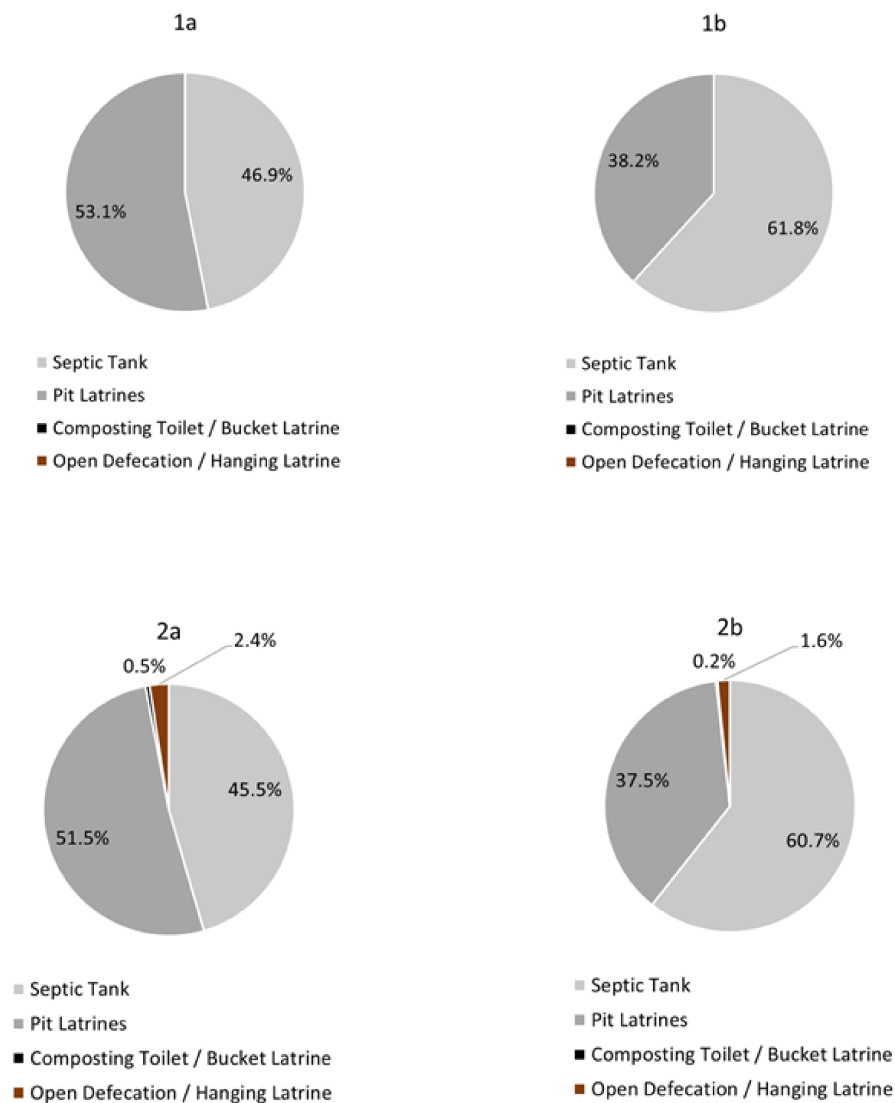 1a
46.9%
53.1%
Septic Tank
Pit Latrines
Composting Toilet / Bucket Latrine
Open Defecation / Hanging Latrine
1b
38.2%
61.8%
Septic Tank
Pit Latrines
Composting Toilet / Bucket Latrine
Open Defecation / Hanging Latrine
2a
2.4%
0.5%
45.5%
51.5%
Septic Tank
Pit Latrines
Composting Toilet / Bucket Latrine
Open Defecation / Hanging Latrine
2b
1.6%
0.2%
37.5%
60.7%
Septic Tank
Pit Latrines
Composting Toilet / Bucket Latrine
Open Defecation / Hanging Latrine